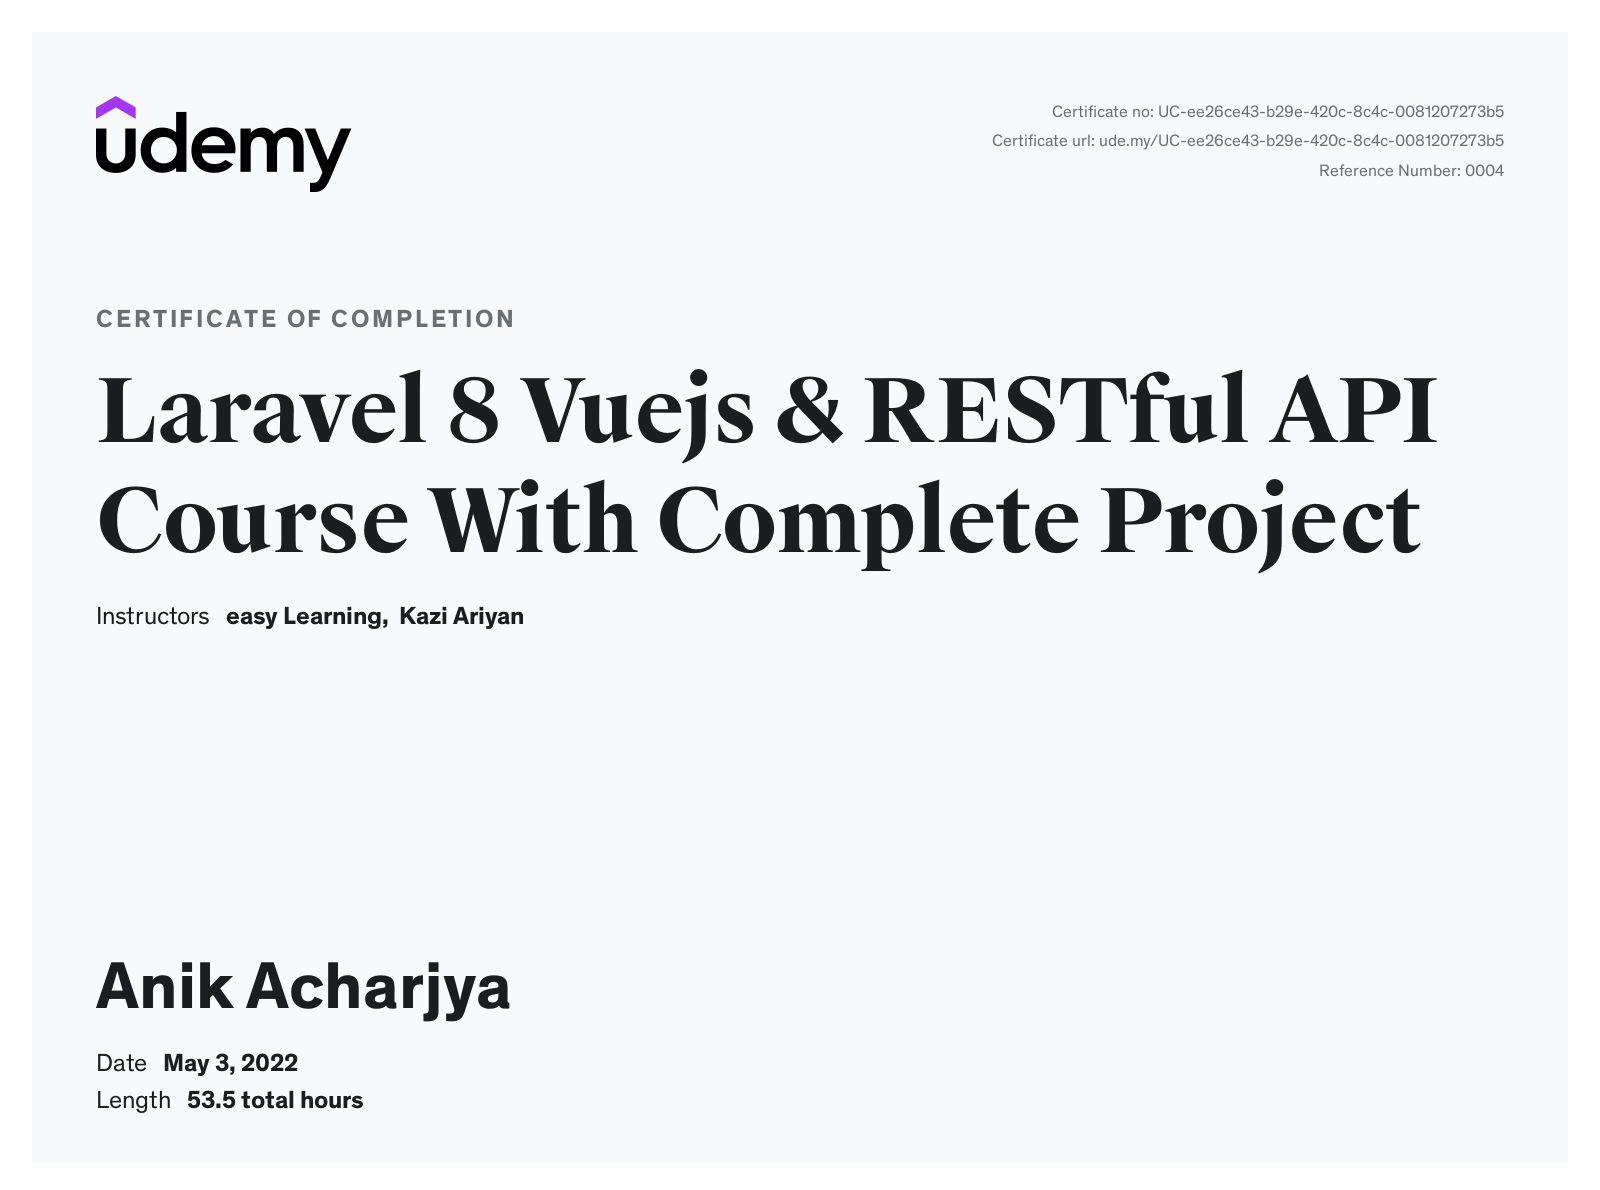 udemy
Certificate no: UC-ee26ce43-b29e-420c-8c4c-0081207273b5
Certificate url: ude.my/UC-ee26ce43-b29e-420c-8c4c-0081207273b5
Reference Number: 0004
CERTIFICATE OF COMPLETION
Laravel 8 Vuejs & RESTful API
Course With Complete Project
Instructors easy Learning, Kazi Ariyan
Anik Acharjya
Date May 3, 2022
Length 53.5 total hours